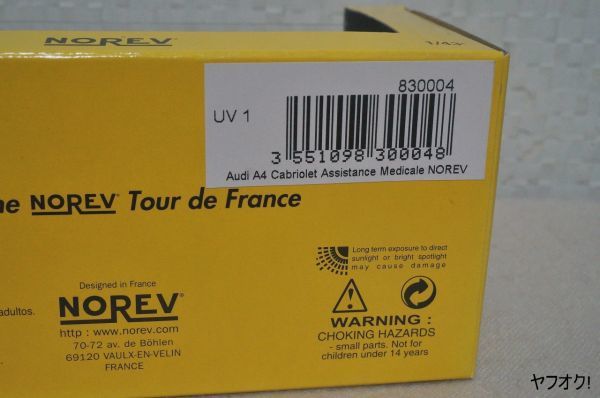 NOREV
1/43
830004
UV 1
3 551098 300048
Audi A4 Cabriolet Assistance Medicale NOREV
me NOREV Tour de France
Long term exposure to direct
sunlight or bright spotlight
may cause damage
adultos.
Designed in France
NOREV
http : www.norev.com
70-72 av. de Böhlen
69120 VAULX-EN-VELIN
FRANCE
WARNING :
CHOKING HAZARDS
- small parts. Not for
children under 14 years
ヤフオク!